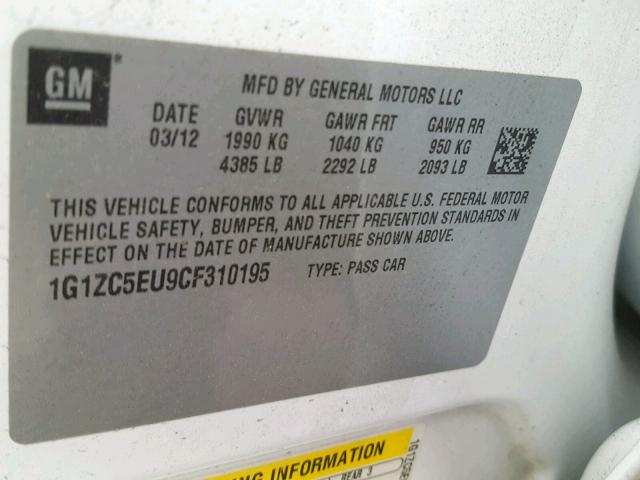 GM®
MFD BY GENERAL MOTORS LLC
DATE GVWR GAWR FRT GAWR RR
03/12 1990 KG 1040 KG 950 KG
4385 LB 2292 LB 2093 LB
THIS VEHICLE CONFORMS TO ALL APPLICABLE U.S. FEDERAL MOTOR
VEHICLE SAFETY, BUMPER, AND THEFT PREVENTION STANDARDS IN
EFFECT ON THE DATE OF MANUFACTURE SHOWN ABOVE.
1G1ZC5EU9CF310195 TYPE: PASS CAR
INFORMATION
REAR 3